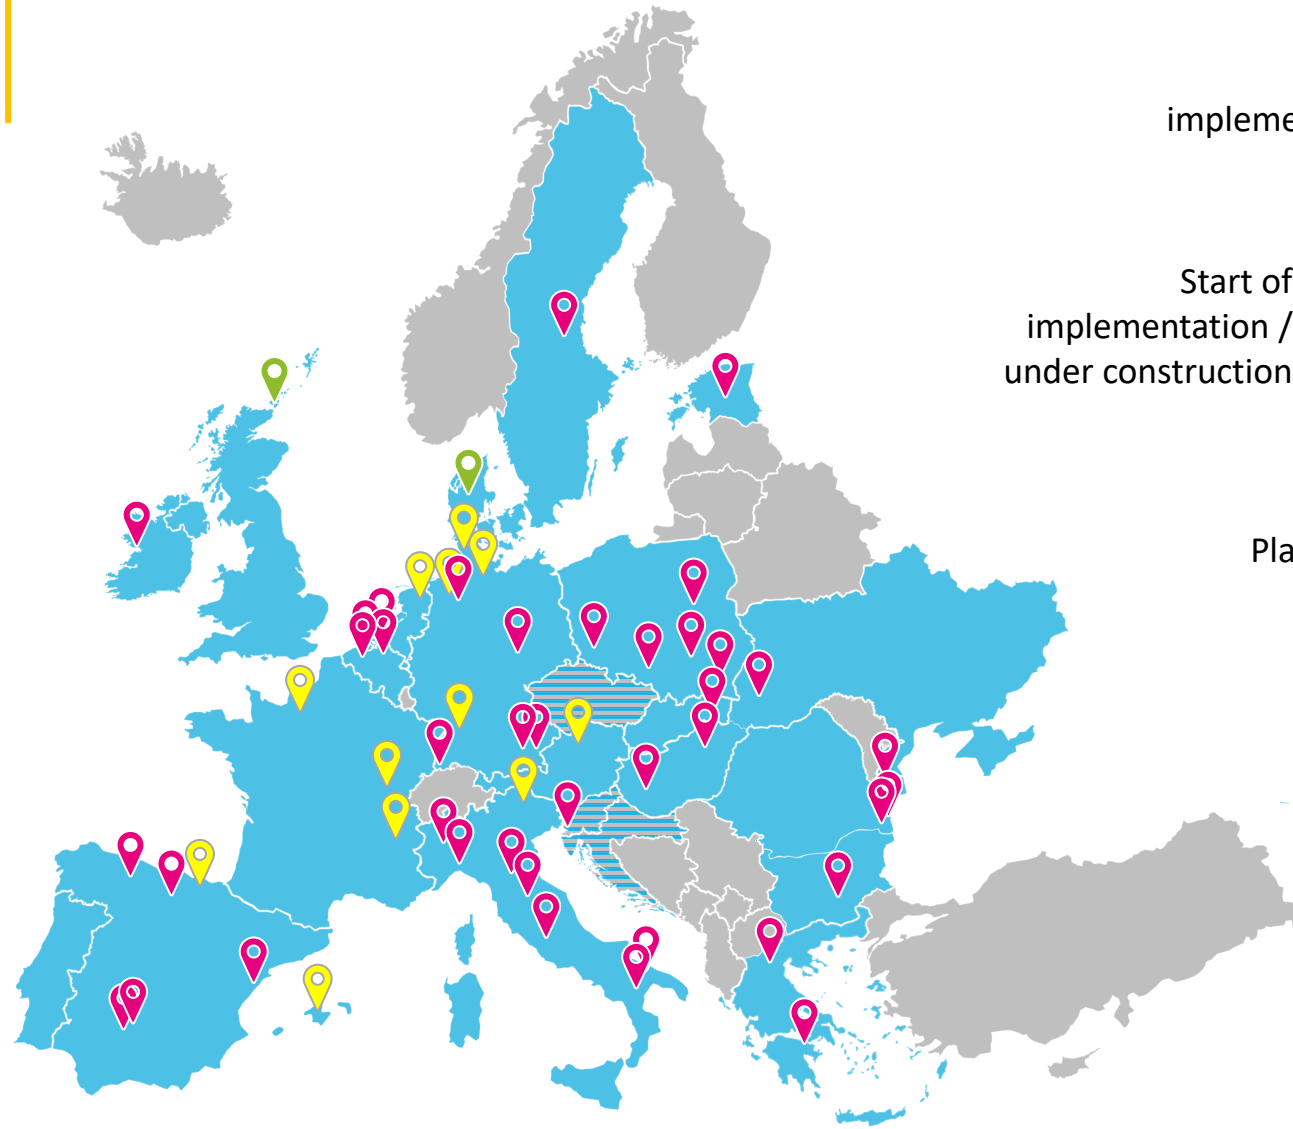 impleme
Start of
implementation /
under construction
Pla